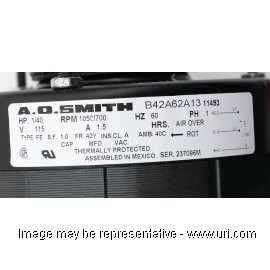 A.O.SMITH B42A62A13 11493
HP. 1/40 RPM 1050/700 HZ 60 PH 1
V 115 A 1.5 HRS. AIR OVER
TYPE FE S.F. 1.0 FR 42Y INS.CL A AMB. 40C ROT
CAP MFD VAC.
THERMALLY PROTECTED
ASSEMBLED IN MEXICO SER. 237096M
Image may be representative - www.uri.com